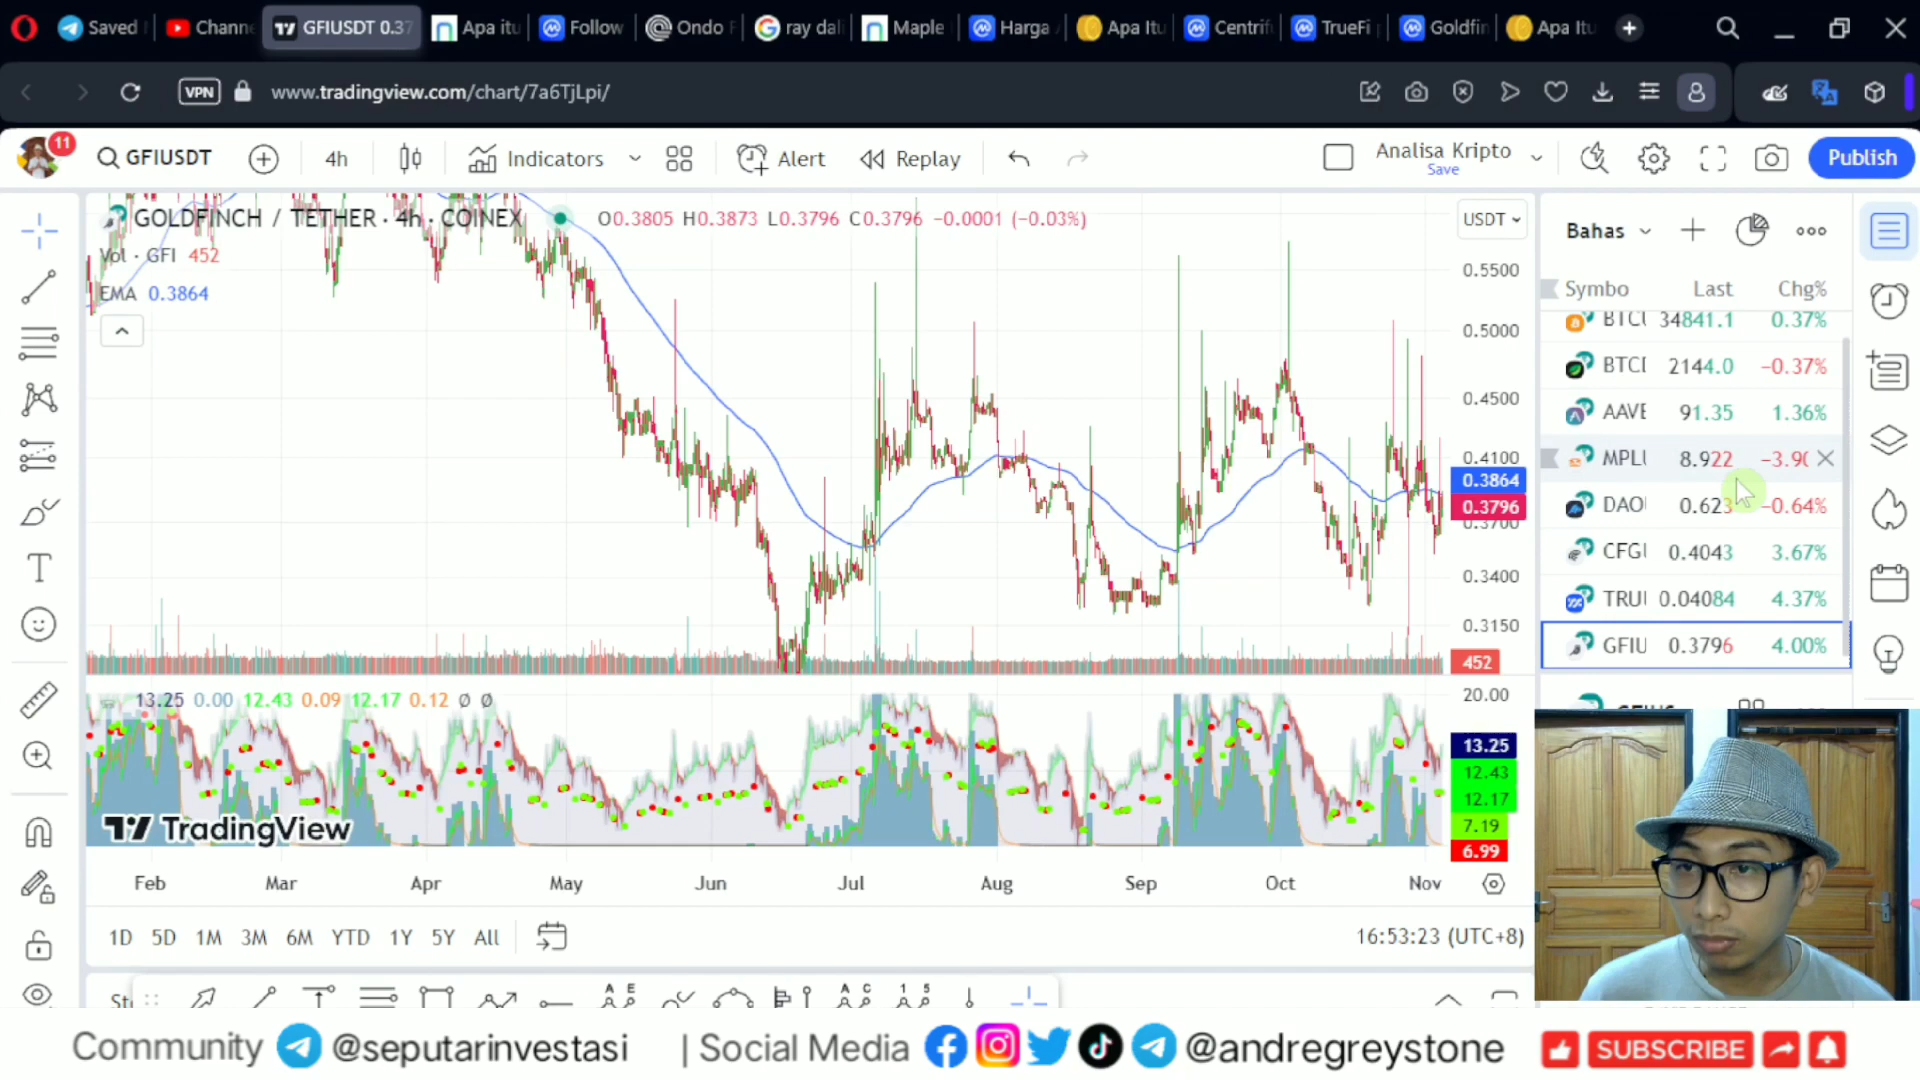 Saved
Chann
GFIUSDT 0.37
Apa itu
Follow
Ondo F
ray dali
Maple
Harga
Apa Itu
Centrif
TrueFi
Goldfin
Apa Itu
VPN
www.tradingview.com/chart/7a6TjLpi/
11
GFIUSDT
4h
Indicators
Alert
Replay
Analisa Kripto
Save
Publish
GOLDFINCH / TETHER · 4h · COINEX
O0.3805 H0.3873 L0.3796 C0.3796 −0.0001 (−0.03%)
USDT
Vol · GFI 452
EMA 0.3864
0.5500
0.5000
0.4500
0.4100
0.3864
0.3796
0.3700
0.3400
0.3150
452
20.00
13.25 0.00 12.43 0.09 12.17 0.12 ∅ ∅
13.25
12.43
12.17
7.19
6.99
TradingView
Feb Mar Apr May Jun Jul Aug Sep Oct Nov
1D 5D 1M 3M 6M YTD 1Y 5Y All
16:53:23 (UTC+8)
Bahas
Symbo Last Chg%
34841.1 0.37%
2144.0 −0.37%
AAVE 91.35 1.36%
MPL 8.922
DAO 0.623 −0.64%
CFG 0.4043 3.67%
TRU 0.04084 4.37%
GFIU 0.3796 4.00%
Community @seputarinvestasi | Social Media @andregreystone
SUBSCRIBE